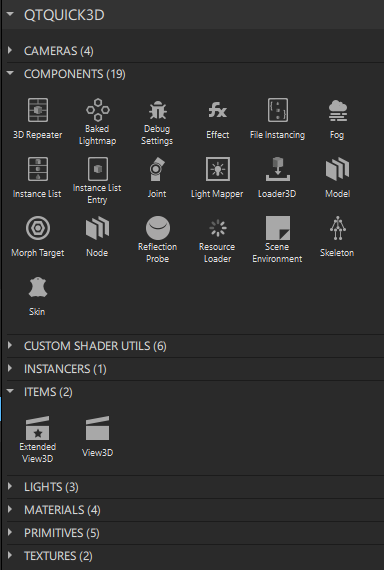 QTQUICK3D
CAMERAS (4)
COMPONENTS (19)
3D Repeater
Baked
Lightmap
Debug
Settings
Effect
File Instancing
Fog
Instance List
Instance List
Entry
Joint
Light Mapper
Loader3D
Model
Morph Target
Node
Reflection
Probe
Resource
Loader
Scene
Environment
Skeleton
Skin
CUSTOM SHADER UTILS (6)
INSTANCERS (1)
ITEMS (2)
Extended
View3D
View3D
LIGHTS (3)
MATERIALS (4)
PRIMITIVES (5)
TEXTURES (2)